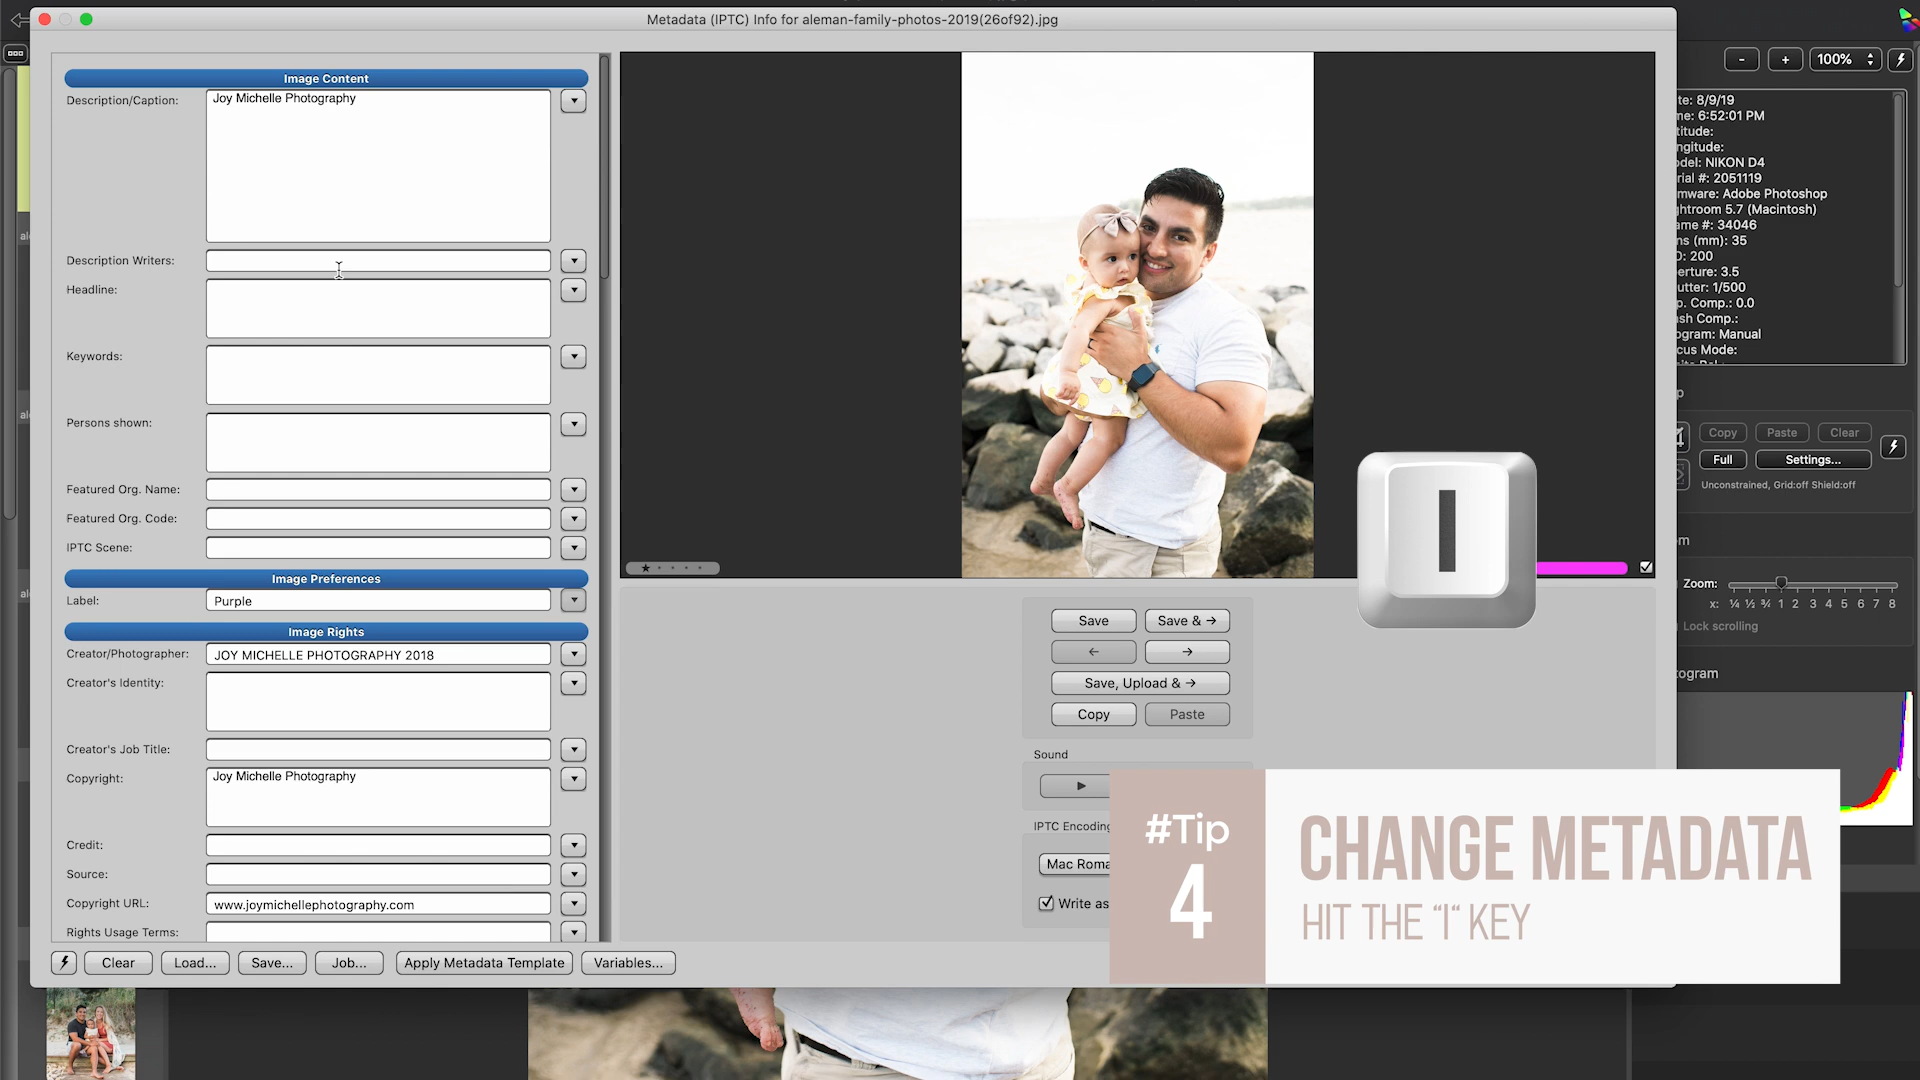 Metadata (IPTC) Info for aleman-family-photos-2019(26of92).jpg
Image Content
Description/Caption:
Joy Michelle Photography
Description Writers:
Headline:
Keywords:
Persons shown:
Featured Org. Name:
Featured Org. Code:
IPTC Scene:
Image Preferences
Label:
Purple
Image Rights
Creator/Photographer:
JOY MICHELLE PHOTOGRAPHY 2018
Creator's Identity:
Creator's Job Title:
Copyright:
Joy Michelle Photography
Credit:
Source:
Copyright URL:
www.joymichellephotography.com
Rights Usage Terms:
Clear
Load...
Save...
Job...
Apply Metadata Template
Variables...
Save
Save & →
←
→
Save, Upload & →
Copy
Paste
Sound
IPTC Encoding
Mac Roma
Write as
I
#Tip
4
CHANGE METADATA
HIT THE "I" KEY
-
+
100%
te: 8/9/19
me: 6:52:01 PM
titude:
ngitude:
odel: NIKON D4
rial #: 2051119
mware: Adobe Photoshop
ghtroom 5.7 (Macintosh)
ame #: 34046
ns (mm): 35
O: 200
erture: 3.5
utter: 1/500
p. Comp.: 0.0
sh Comp.:
ogram: Manual
cus Mode:
p
Copy
Paste
Clear
Full
Settings...
Unconstrained, Grid:off Shield:off
om
Zoom:
x: ¼ ½ ¾ 1 2 3 4 5 6 7 8
Lock scrolling
ogram
al
al
al